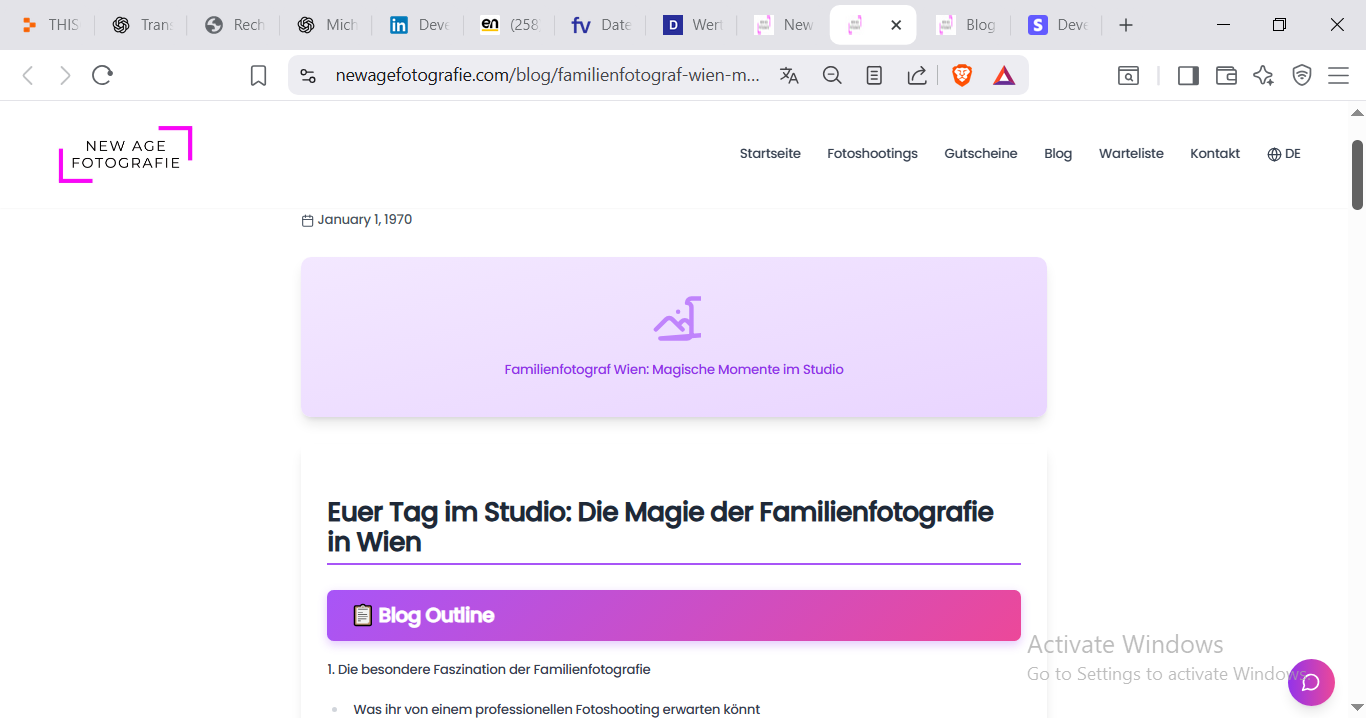 THIS
Tran
Rech
Mich
Deve
en (258
fv Date
D Wert
New
Blog
S Deve
newagefotografie.com/blog/familienfotograf-wien-m...
NEW AGE
FOTOGRAFIE
Startseite Fotoshootings Gutscheine Blog Warteliste Kontakt DE
January 1, 1970
Familienfotograf Wien: Magische Momente im Studio
Euer Tag im Studio: Die Magie der Familienfotografie
in Wien
📋 Blog Outline
1. Die besondere Faszination der Familienfotografie
Was ihr von einem professionellen Fotoshooting erwarten könnt
Activate Windows
Go to Settings to activate Windows.